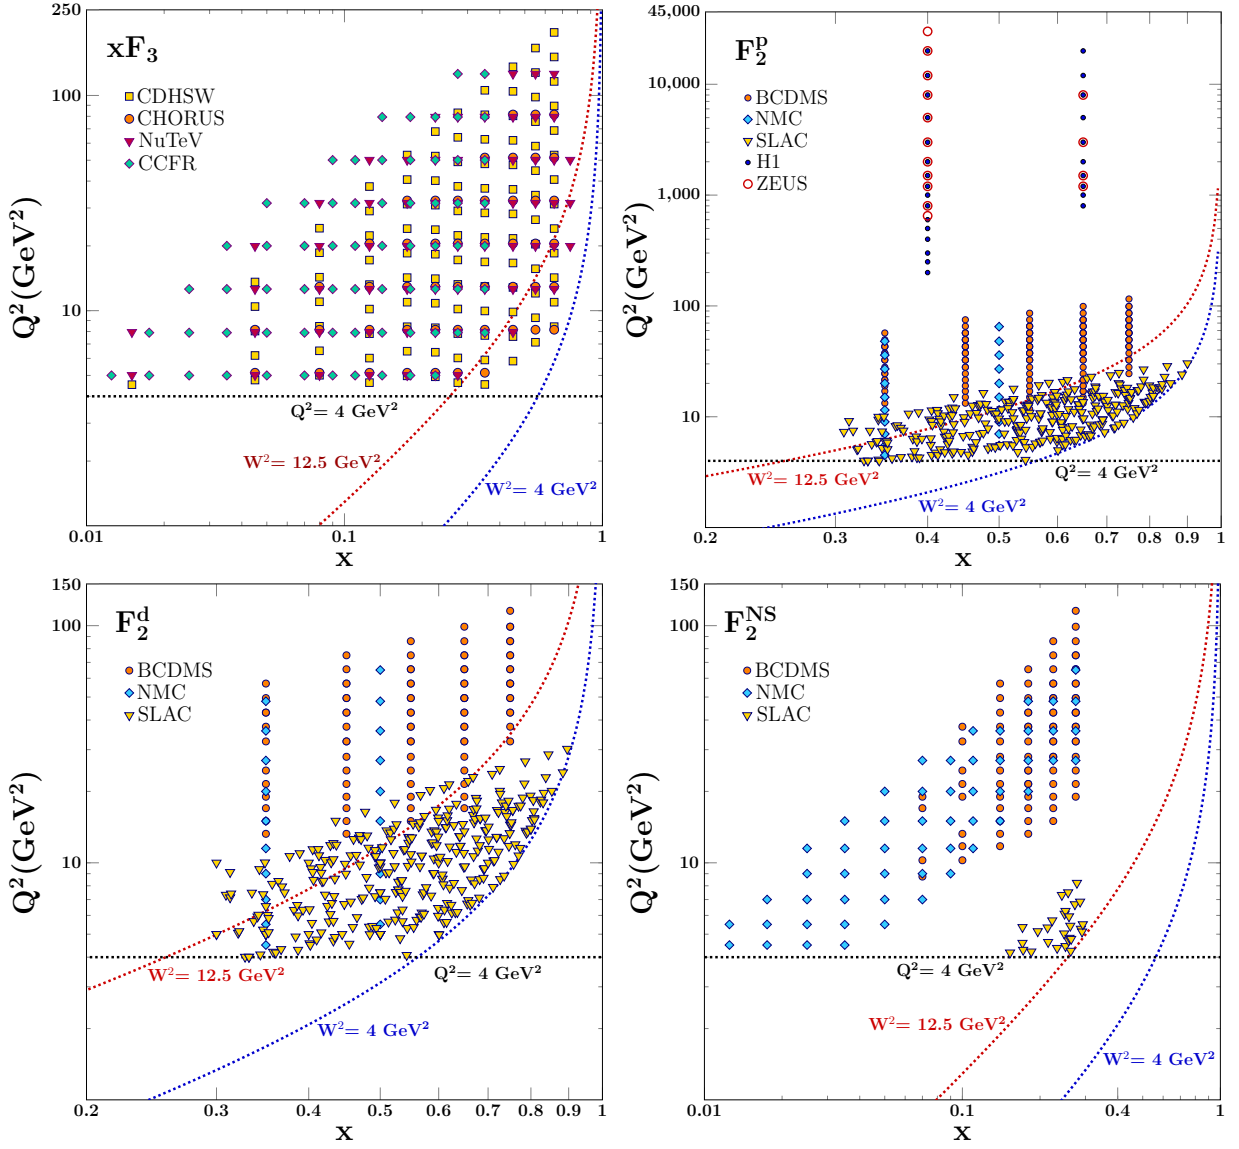 xF₃
CDHSW
CHORUS
NuTeV
CCFR
Q²(GeV²)
250
100
10
Q²= 4 GeV²
W²= 12.5 GeV²
W²= 4 GeV²
0.01
0.1
1
x
F₂ᵖ
BCDMS
NMC
SLAC
H1
ZEUS
Q²(GeV²)
45,000
10,000
1,000
100
10
W²= 12.5 GeV²
Q²= 4 GeV²
W²= 4 GeV²
0.2
0.3
0.4
0.5
0.6
0.7
0.8
0.9
1
x
F₂ᵈ
BCDMS
NMC
SLAC
Q²(GeV²)
150
100
10
1
W²= 12.5 GeV²
Q²= 4 GeV²
W²= 4 GeV²
0.2
0.3
0.4
0.5
0.6
0.7
0.8
0.9
1
x
F₂ᴺˢ
BCDMS
NMC
SLAC
Q²(GeV²)
150
100
10
1
Q²= 4 GeV²
W²= 12.5 GeV²
W²= 4 GeV²
0.01
0.1
0.4
1
x